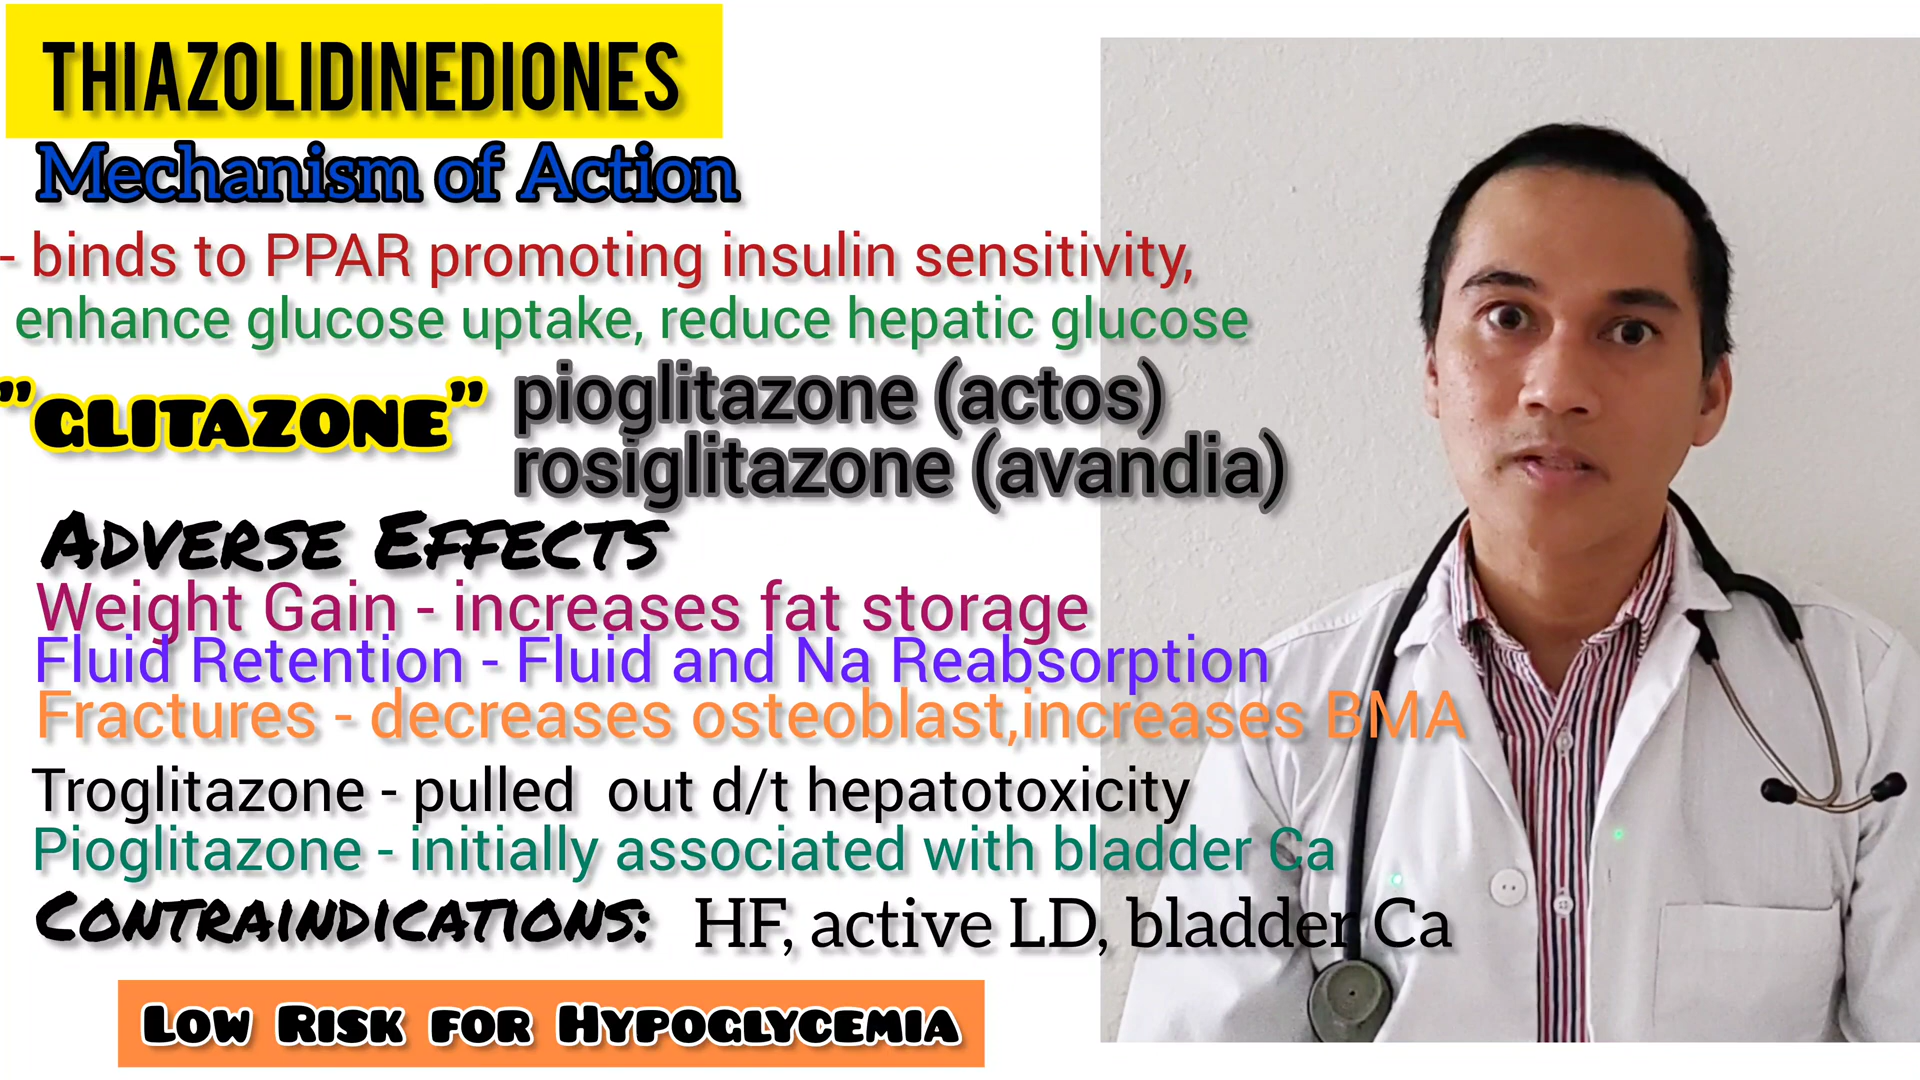 THIAZOLIDINEDIONES
Mechanism of Action
- binds to PPAR promoting insulin sensitivity,
enhance glucose uptake, reduce hepatic glucose
"GLITAZONE"
pioglitazone (actos)
rosiglitazone (avandia)
ADVERSE EFFECTS
Weight Gain - increases fat storage
Fluid Retention - Fluid and Na Reabsorption
Fractures - decreases osteoblast,increases BMA
Troglitazone - pulled out d/t hepatotoxicity
Pioglitazone - initially associated with bladder Ca
CONTRAINDICATIONS: HF, active LD, bladder Ca
LOW RISK FOR HYPOGLYCEMIA